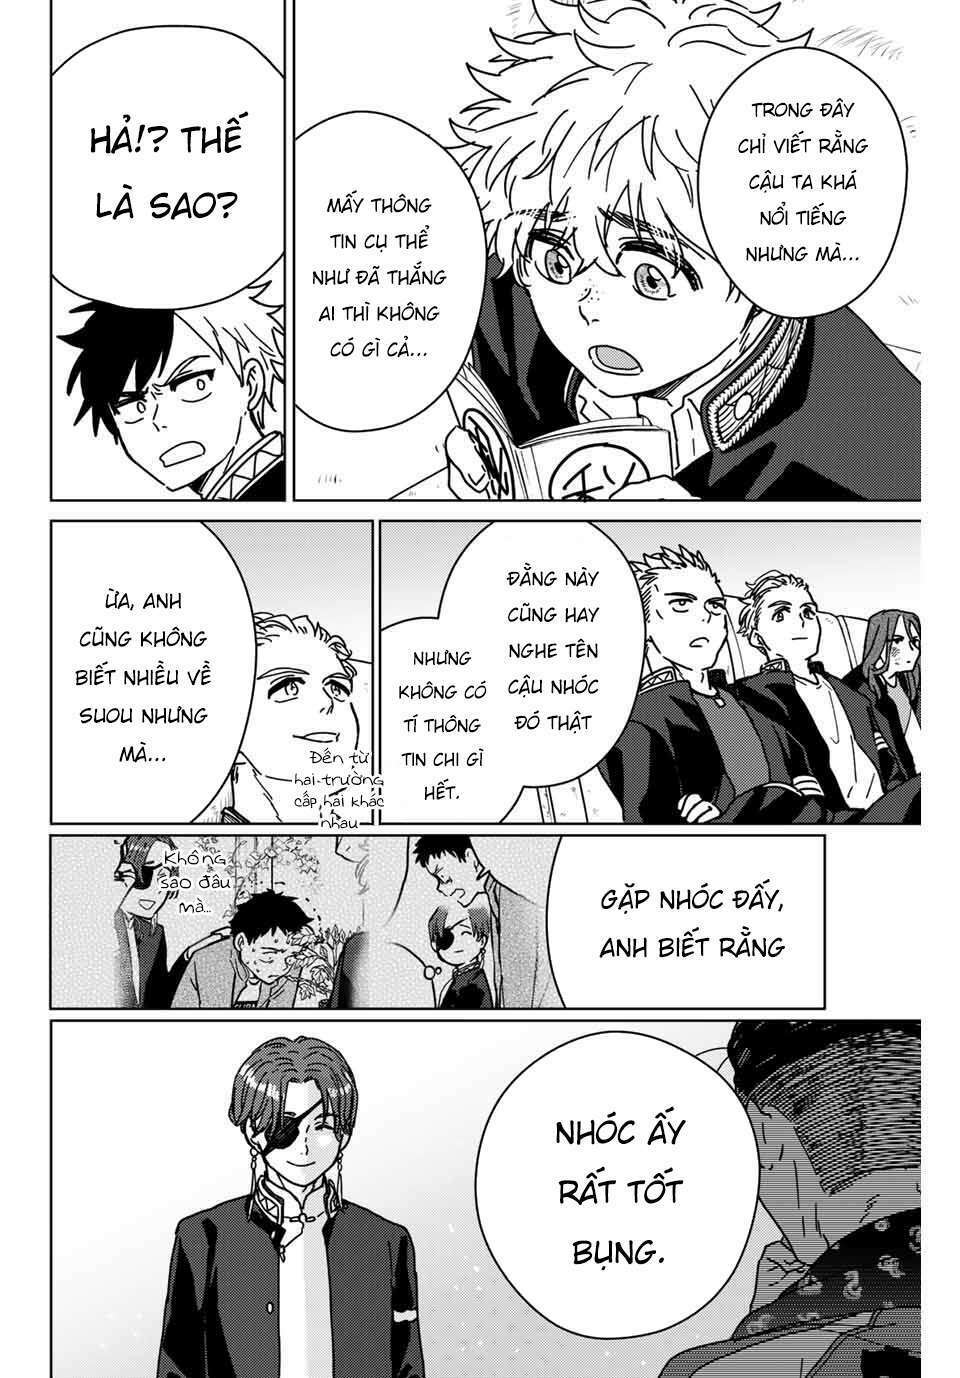 TRONG ĐÂY
CHỈ VIẾT RẰNG
CẬU TA KHÁ
NỔI TIẾNG
NHƯNG MÀ...
MẤY THÔNG
TIN CỤ THỂ
NHƯ ĐÃ THẮNG
AI THÌ KHÔNG
CÓ GÌ CẢ...
HẢ!? THẾ
LÀ SAO?
秘
ĐẰNG NÀY
CŨNG HAY
NGHE TÊN
CẬU NHÓC
ĐÓ THẬT
NHƯNG
KHÔNG CÓ
TÍ THÔNG
TIN CHI GÌ
HẾT.
ỪA, ANH
CŨNG KHÔNG
BIẾT NHIỀU VỀ
SUOU NHƯNG
MÀ...
Đến từ
hai trường
cấp hai khác
nhau
Không
sao đâu
mà...
GẶP NHÓC ĐẤY,
ANH BIẾT RẰNG
NHÓC ẤY
RẤT TỐT
BỤNG.